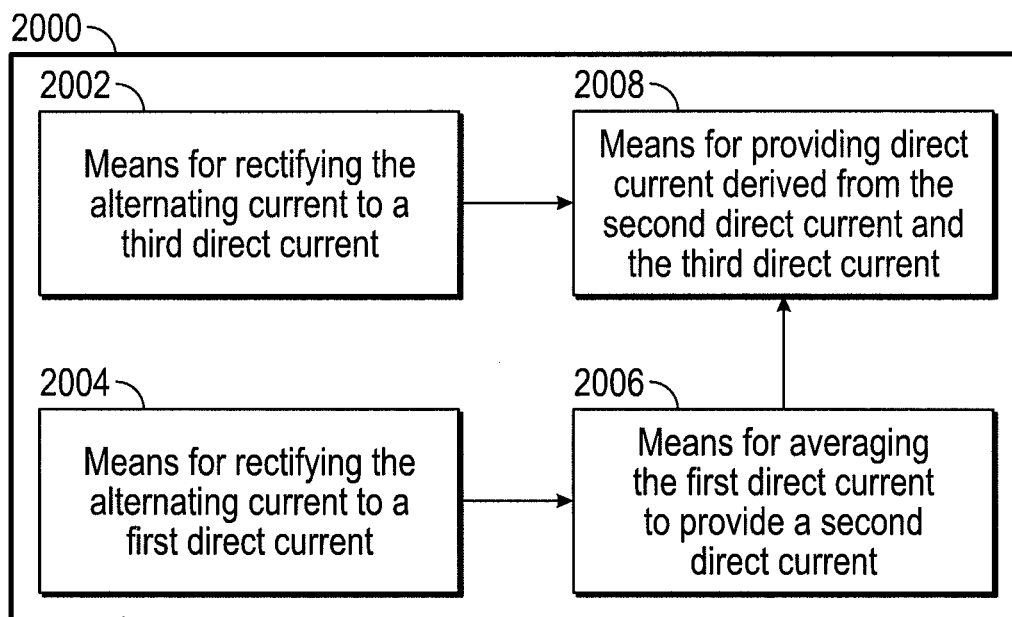 2000
2002
Means for rectifying the
alternating current to a
third direct current
2008
Means for providing direct
current derived from the
second direct current and
the third direct current
2004
Means for rectifying the
alternating current to a
first direct current
2006
Means for averaging
the first direct current
to provide a second
direct current